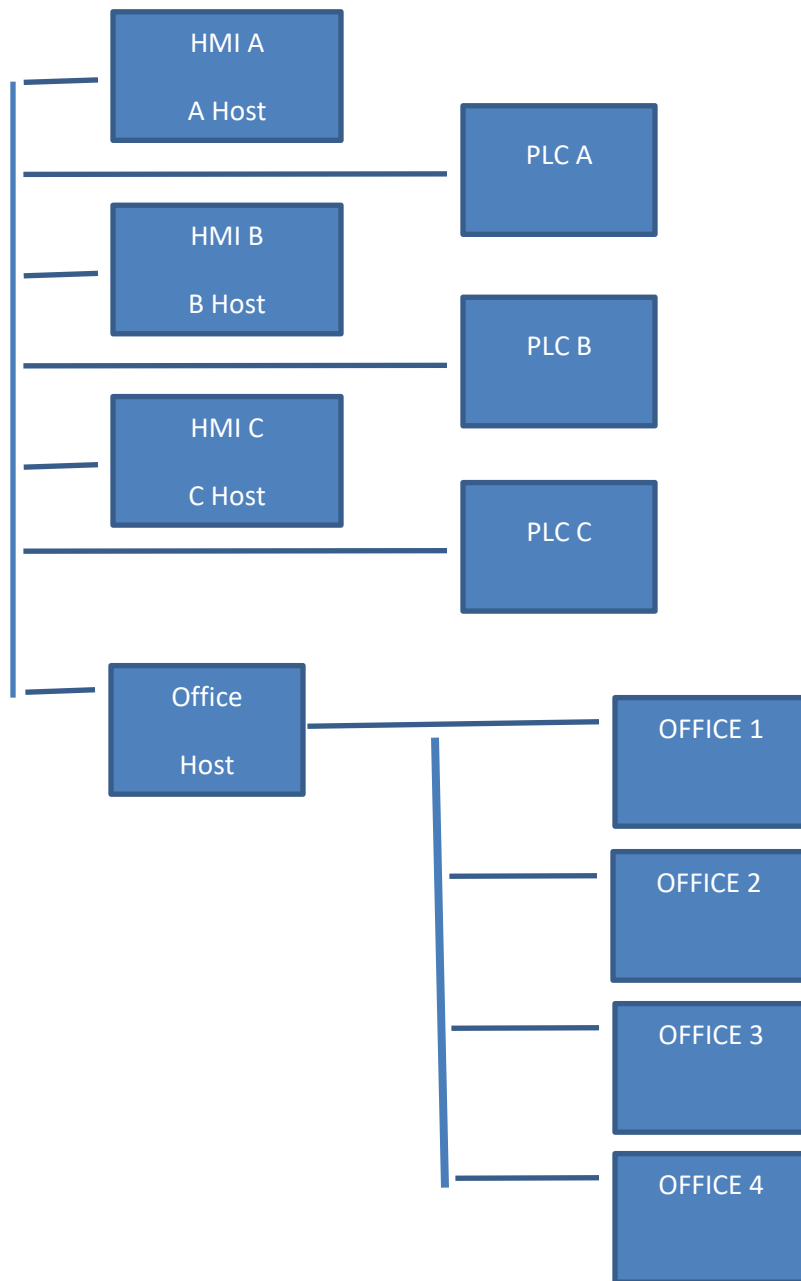 HMI A
A Host
PLC A
HMI B
B Host
PLC B
HMI C
C Host
PLC C
Office
Host
OFFICE 1
OFFICE 2
OFFICE 3
OFFICE 4